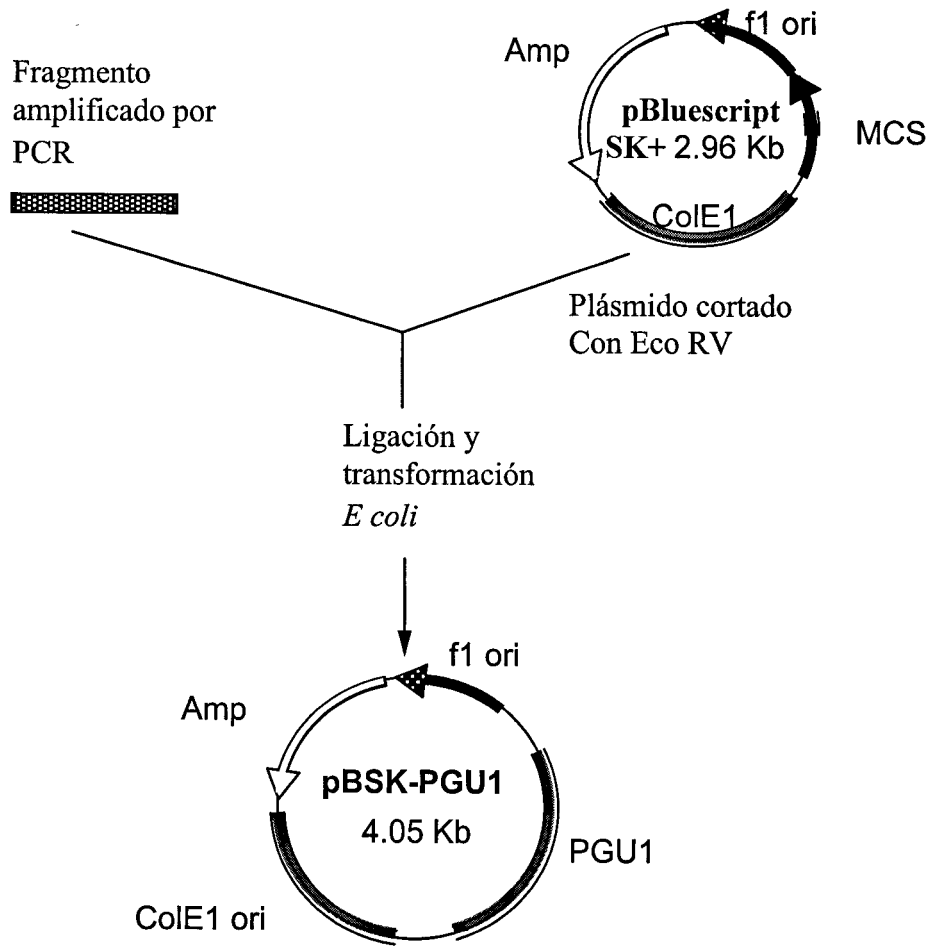 Fragmento
amplificado por
PCR
Amp
f1 ori
pBluescript
SK+ 2.96 Kb
MCS
ColE1
Plásmido cortado
Con Eco RV
Ligación y
transformación
E coli
f1 ori
Amp
pBSK-PGU1
4.05 Kb
PGU1
ColE1 ori